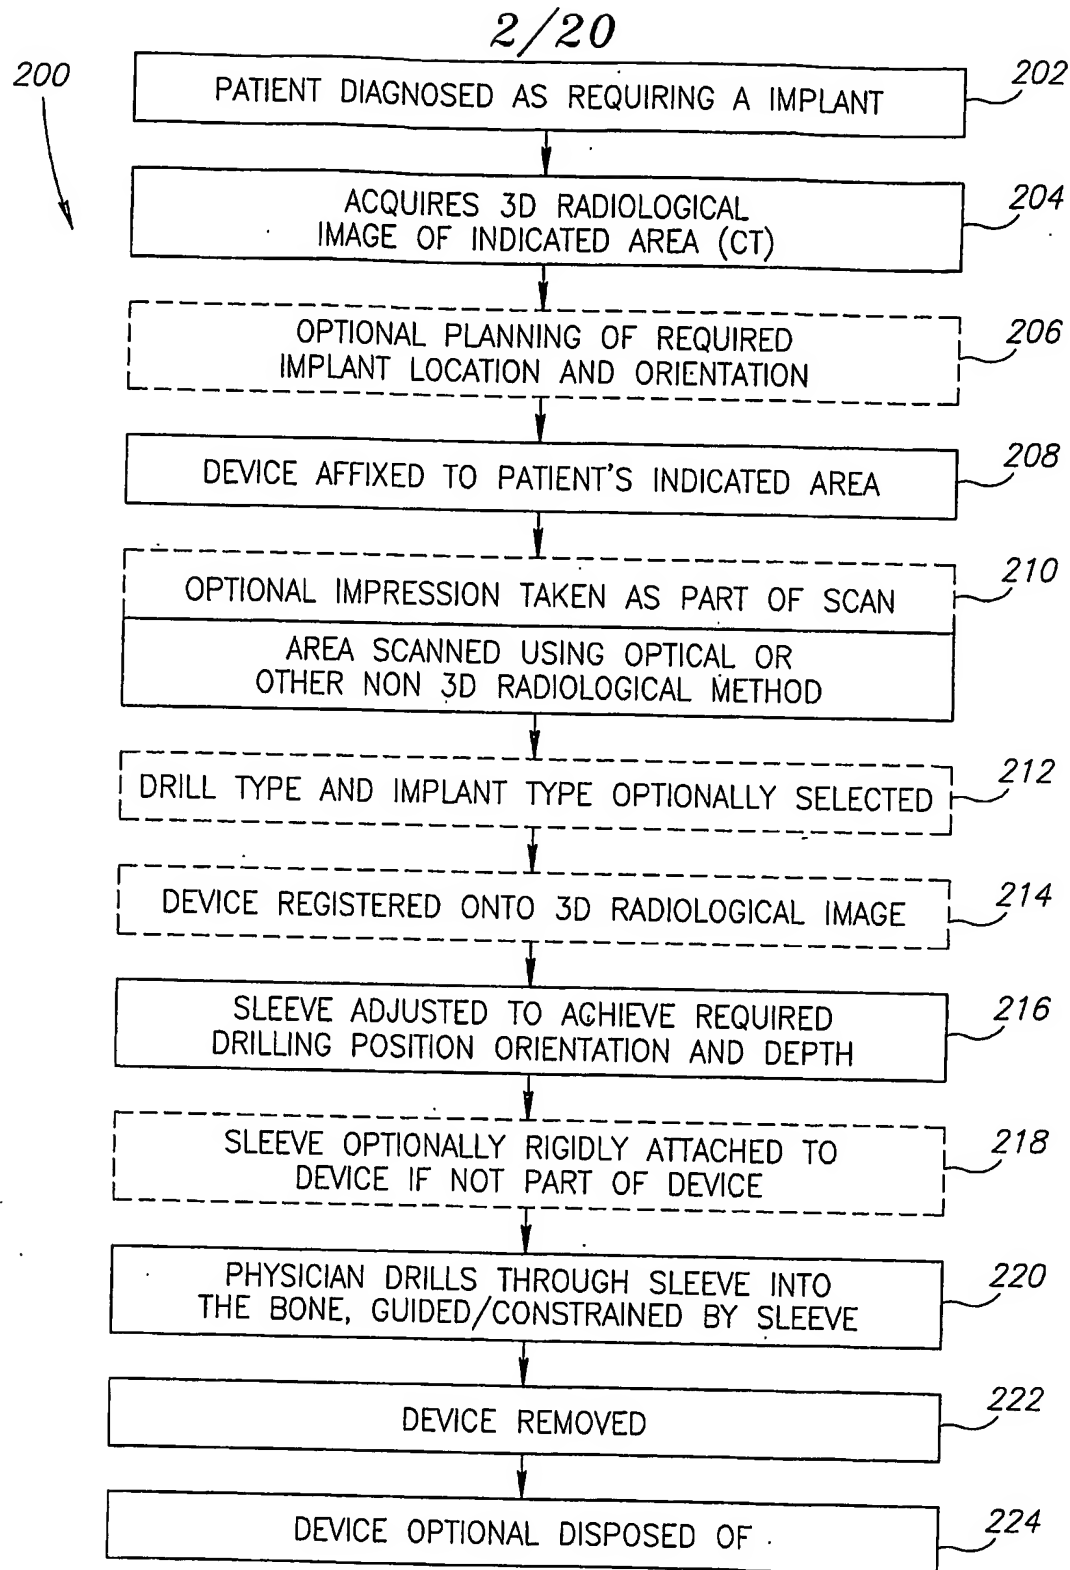 2/20
200
PATIENT DIAGNOSED AS REQUIRING A IMPLANT
202
ACQUIRES 3D RADIOLOGICAL
IMAGE OF INDICATED AREA (CT)
204
OPTIONAL PLANNING OF REQUIRED
IMPLANT LOCATION AND ORIENTATION
206
DEVICE AFFIXED TO PATIENT'S INDICATED AREA
208
OPTIONAL IMPRESSION TAKEN AS PART OF SCAN
210
AREA SCANNED USING OPTICAL OR
OTHER NON 3D RADIOLOGICAL METHOD
DRILL TYPE AND IMPLANT TYPE OPTIONALLY SELECTED
212
DEVICE REGISTERED ONTO 3D RADIOLOGICAL IMAGE
214
SLEEVE ADJUSTED TO ACHIEVE REQUIRED
DRILLING POSITION ORIENTATION AND DEPTH
216
SLEEVE OPTIONALLY RIGIDLY ATTACHED TO
DEVICE IF NOT PART OF DEVICE
218
PHYSICIAN DRILLS THROUGH SLEEVE INTO
THE BONE, GUIDED/CONSTRAINED BY SLEEVE
220
DEVICE REMOVED
222
DEVICE OPTIONAL DISPOSED OF
224